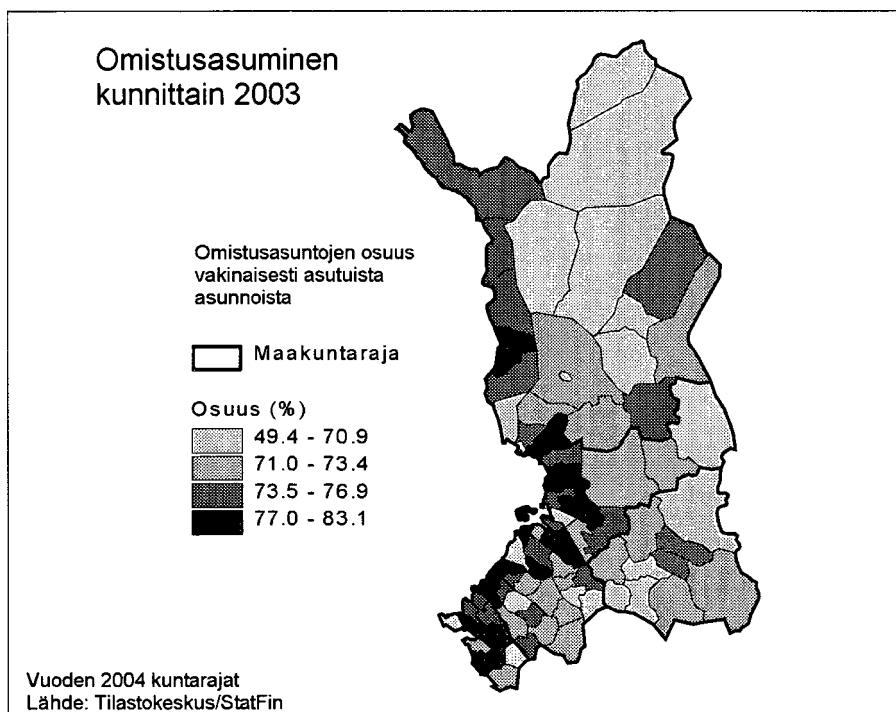 Omistusasuminen
kunnittain 2003
Omistusasuntojen osuus
vakinaisesti asutuista
asunnoista
Maakuntaraja
Osuus (%)
49.4 - 70.9
71.0 - 73.4
73.5 - 76.9
77.0 - 83.1
Vuoden 2004 kuntarajat
Lähde: Tilastokeskus/StatFin